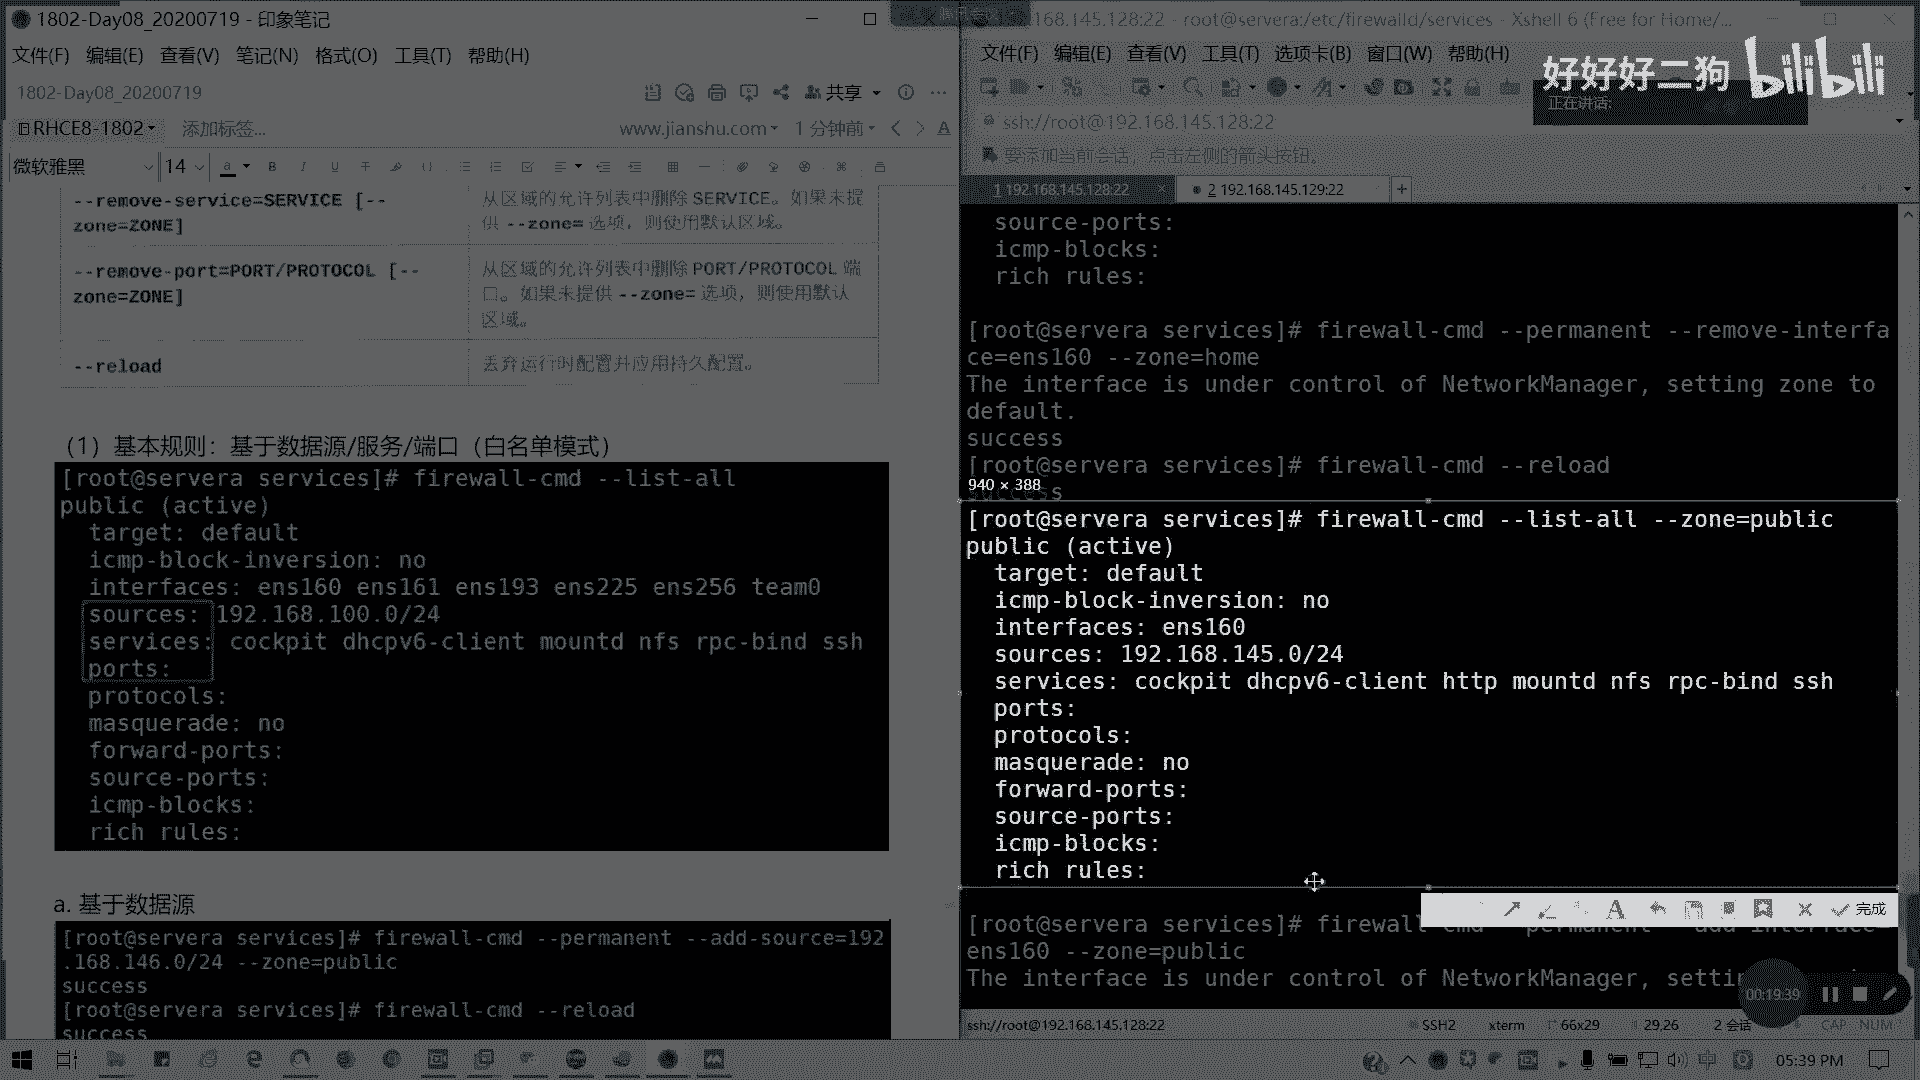 1802-Day08_20200719 - 印象笔记
文件(F) 编辑(E) 查看(V) 笔记(N) 格式(O) 工具(T) 帮助(H)
1802-Day08_20200719
共享
RHCE8-1802 添加标签...
www.jianshu.com 1 分钟前
微软雅黑 14
--remove-service=SERVICE [--
zone=ZONE]
从区域的允许列表中删除 SERVICE。如果未提
供 --zone= 选项，则使用默认区域。
--remove-port=PORT/PROTOCOL [--
zone=ZONE]
从区域的允许列表中删除 PORT/PROTOCOL 端
口。如果未提供 --zone= 选项，则使用默认
区域。
--reload
丢弃运行时配置并应用持久配置。
（1）基本规则：基于数据源/服务/端口（白名单模式）
[root@servera services]# firewall-cmd --list-all
public (active)
target: default
icmp-block-inversion: no
interfaces: ens160 ens161 ens193 ens225 ens256 team0
sources: 192.168.100.0/24
services: cockpit dhcpv6-client mountd nfs rpc-bind ssh
ports:
protocols:
masquerade: no
forward-ports:
source-ports:
icmp-blocks:
rich rules:
a. 基于数据源
[root@servera services]# firewall-cmd --permanent --add-source=192
.168.146.0/24 --zone=public
success
[root@servera services]# firewall-cmd --reload
success
168.145.128:22 - root@servera:/etc/firewalld/services - Xshell 6 (Free for Home/...
文件(F) 编辑(E) 查看(V) 工具(T) 选项卡(B) 窗口(W) 帮助(H)
好好好二狗 bilibili
正在讲话:
ssh://root@192.168.145.128:22
要添加当前会话，点击左侧的箭头按钮。
1 192.168.145.128:22 2 192.168.145.129:22
source-ports:
icmp-blocks:
rich rules:
[root@servera services]# firewall-cmd --permanent --remove-interfa
ce=ens160 --zone=home
The interface is under control of NetworkManager, setting zone to
default.
success
[root@servera services]# firewall-cmd --reload
940 × 388
success
[root@servera services]# firewall-cmd --list-all --zone=public
public (active)
target: default
icmp-block-inversion: no
interfaces: ens160
sources: 192.168.145.0/24
services: cockpit dhcpv6-client http mountd nfs rpc-bind ssh
ports:
protocols:
masquerade: no
forward-ports:
source-ports:
icmp-blocks:
rich rules:
完成
[root@servera services]# firewall-cmd --permanent --add-interface=
ens160 --zone=public
The interface is under control of NetworkManager, setting
00:19:39
ssh://root@192.168.145.128:22 SSH2 xterm 66x29 29,26 2 会话 CAP NUM
05:39 PM